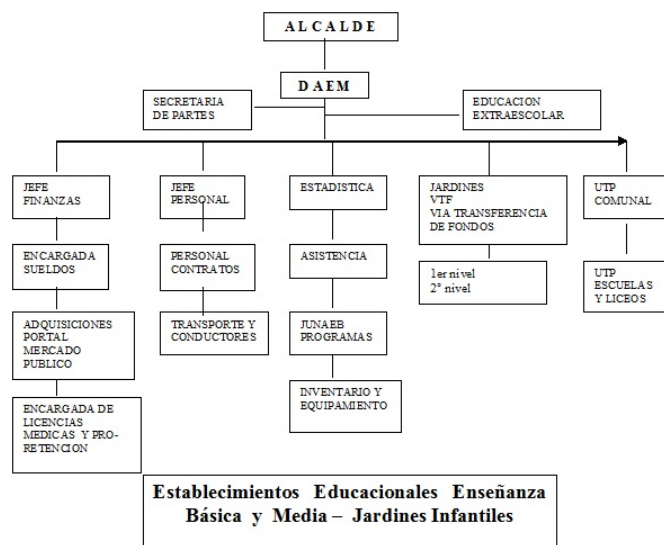 ALCALDE
DAEM
SECRETARIA
DE PARTES
EDUCACION
EXTRAESCOLAR
JEFE
FINANZAS
JEFE
PERSONAL
ESTADISTICA
JARDINES
VTF
VIA TRANSFERENCIA
DE FONDOS
UTP
COMUNAL
ENCARGADA
SUELDOS
PERSONAL
CONTRATOS
ASISTENCIA
1er nivel
2° nivel
UTP
ESCUELAS
Y LICEOS
ADQUISICIONES
PORTAL
MERCADO
PUBLICO
TRANSPORTE Y
CONDUCTORES
JUNAEB
PROGRAMAS
ENCARGADA DE
LICENCIAS
MEDICAS Y PRO-
RETENCION
INVENTARIO Y
EQUIPAMIENTO
Establecimientos Educacionales Enseñanza
Básica y Media – Jardines Infantiles